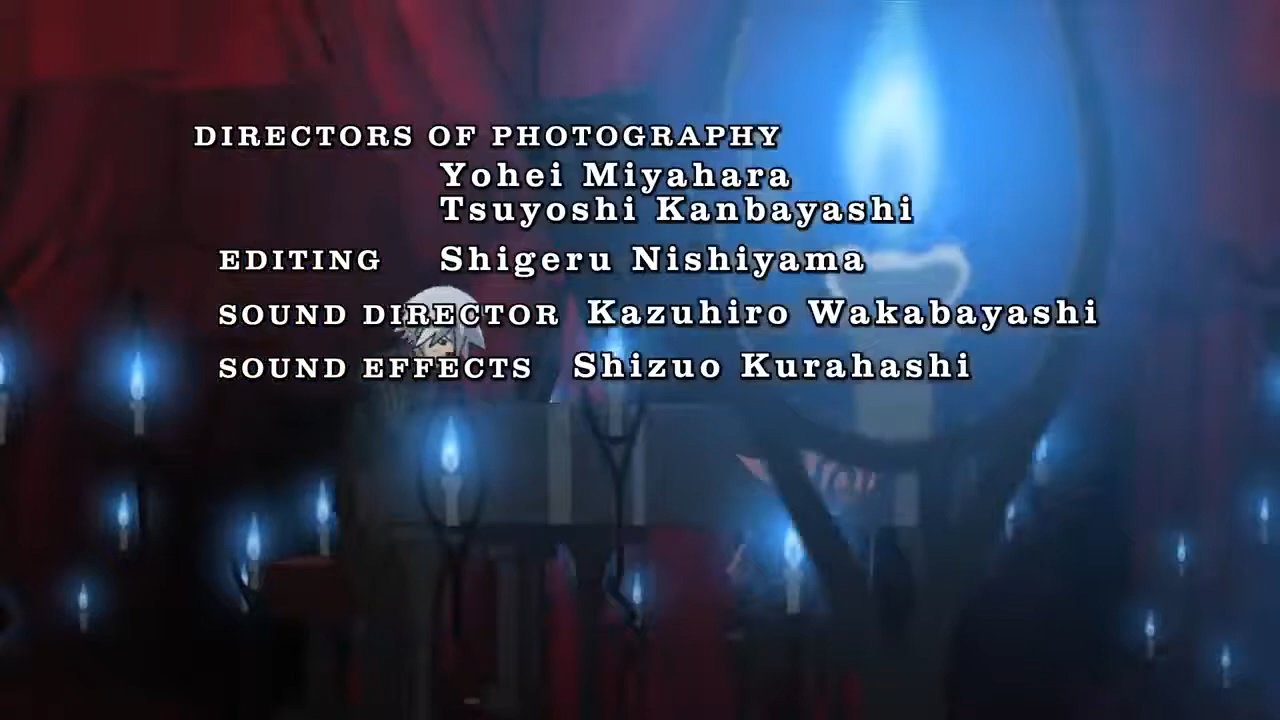 DIRECTORS OF PHOTOGRAPHY
Yohei Miyahara
Tsuyoshi Kanbayashi
EDITING Shigeru Nishiyama
SOUND DIRECTOR Kazuhiro Wakabayashi
SOUND EFFECTS Shizuo Kurahashi